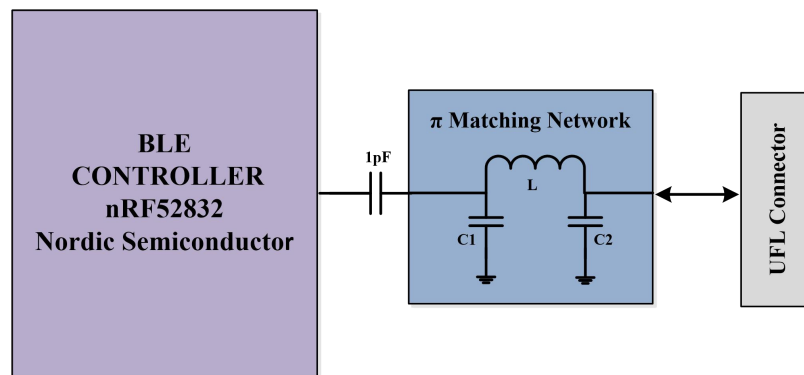 BLE
CONTROLLER
nRF52832
Nordic Semiconductor
1pF
π Matching Network
L
C1
C2
UFL Connector